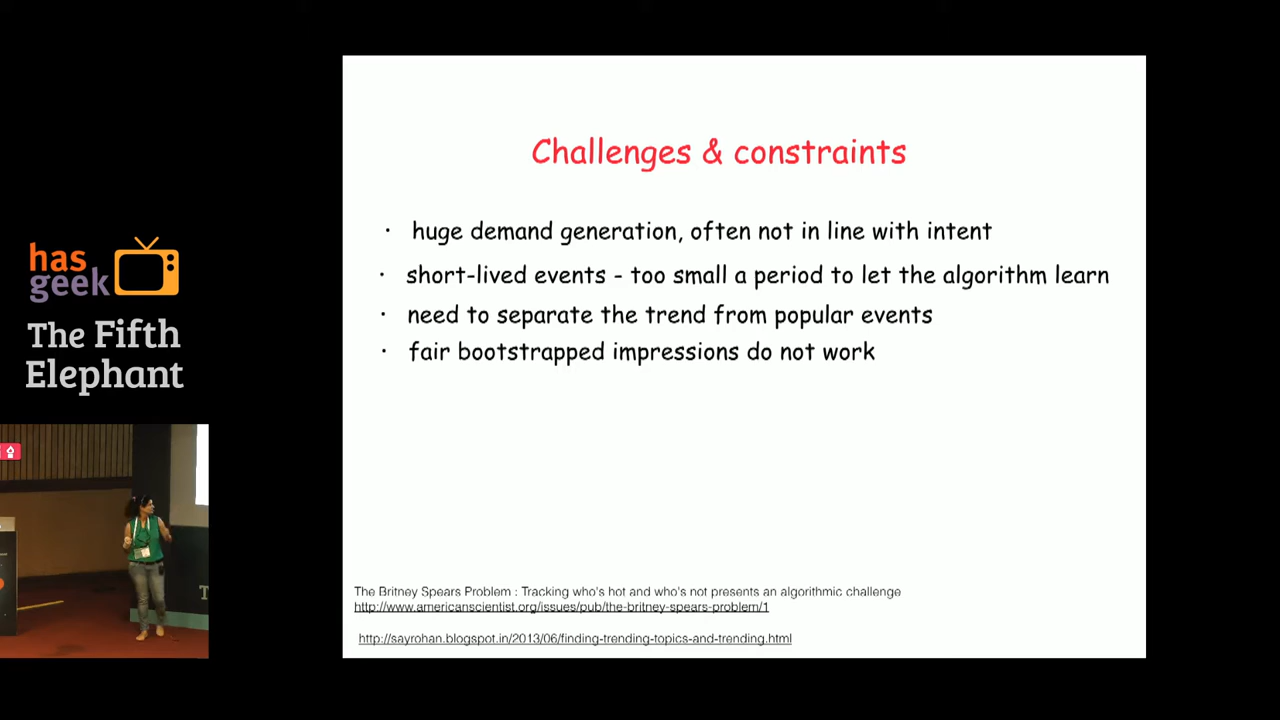 has
geek
The Fifth
Elephant
Challenges & constraints
· huge demand generation, often not in line with intent
· short-lived events - too small a period to let the algorithm learn
· need to separate the trend from popular events
· fair bootstrapped impressions do not work
The Britney Spears Problem : Tracking who's hot and who's not presents an algorithmic challenge
http://www.americanscientist.org/issues/pub/the-britney-spears-problem/1
http://sayrohan.blogspot.in/2013/06/finding-trending-topics-and-trending.html